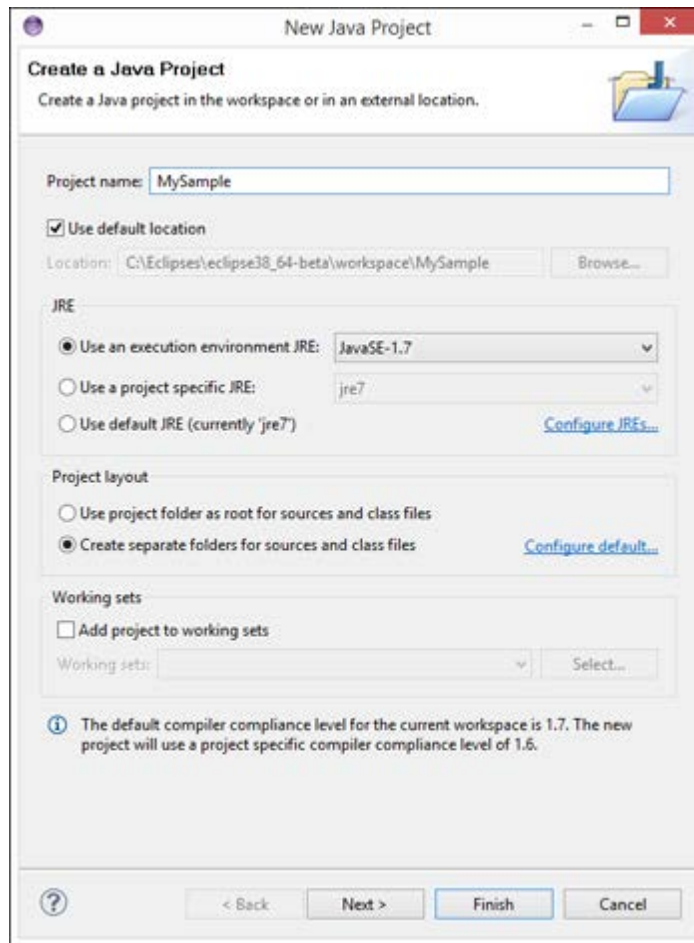 New Java Project
Create a Java Project
Create a Java project in the workspace or in an external location.
Project name: MySample
Use default location
Location: C:\Eclipses\eclipse38_64-beta\workspace\MySample Browse...
JRE
Use an execution environment JRE: JavaSE-1.7
Use a project specific JRE: jre7
Use default JRE (currently 'jre7') Configure JREs...
Project layout
Use project folder as root for sources and class files
Create separate folders for sources and class files Configure default...
Working sets
Add project to working sets
Working sets: Select...
The default compiler compliance level for the current workspace is 1.7. The new
project will use a project specific compiler compliance level of 1.6.
? < Back Next > Finish Cancel